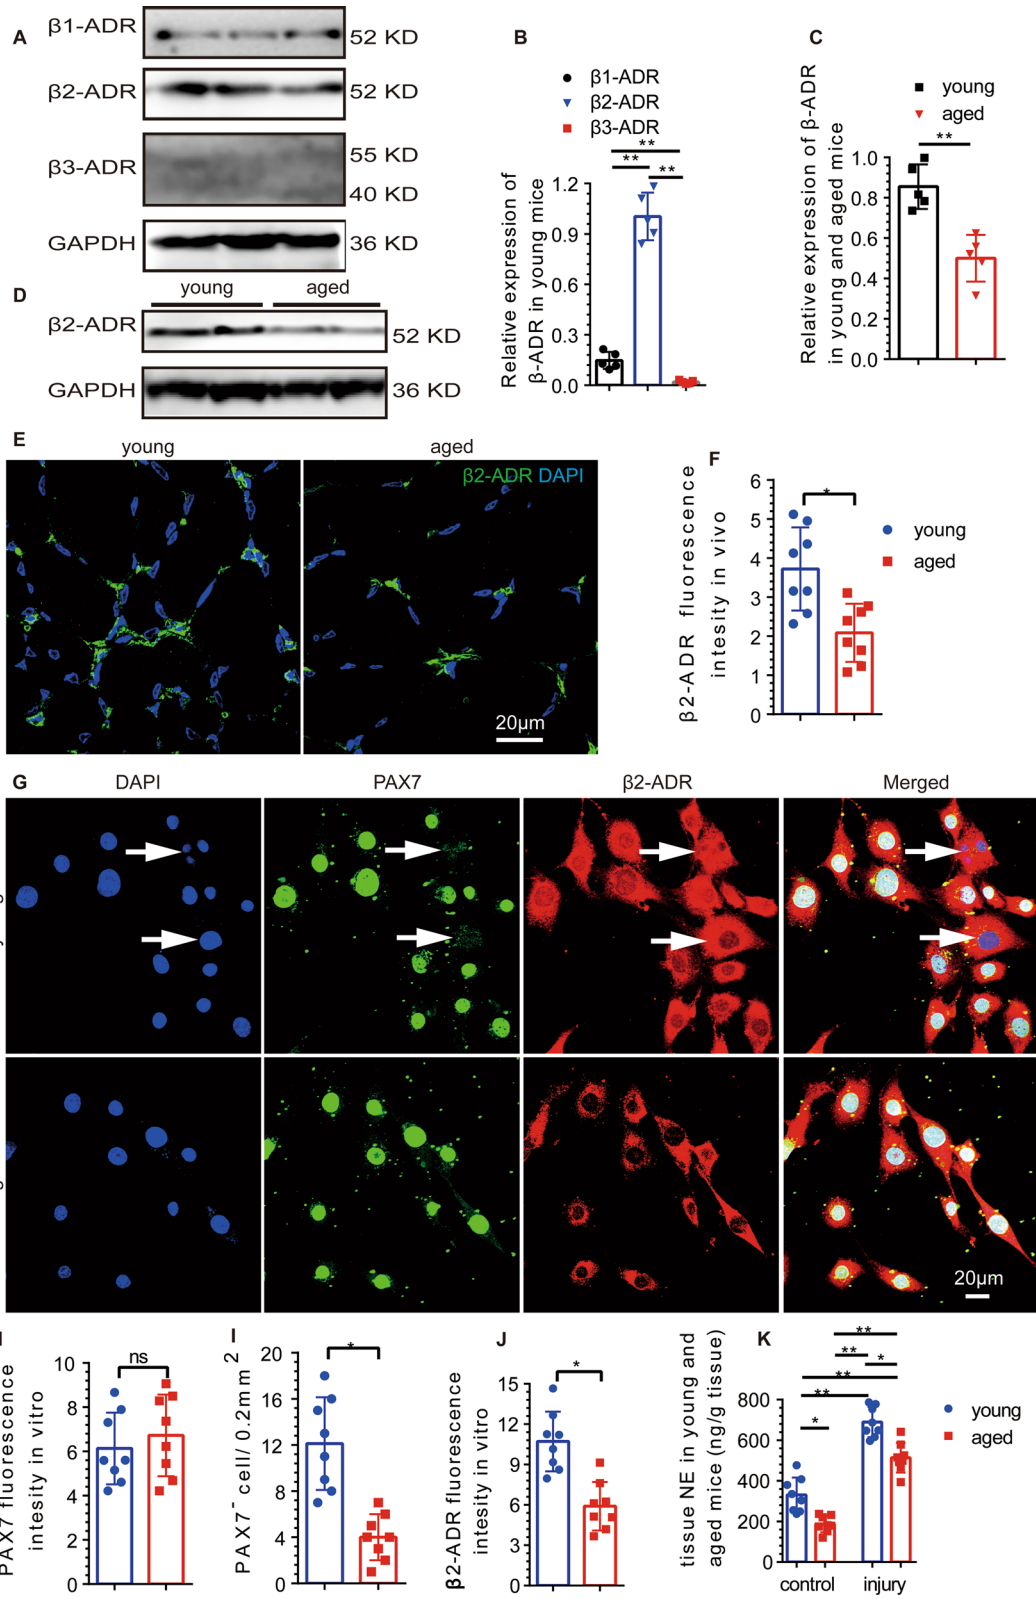 A
β1-ADR
52 KD
β2-ADR
52 KD
β3-ADR
55 KD
40 KD
GAPDH
36 KD
B
β1-ADR
β2-ADR
β3-ADR
**
**
**
Relative expression of
β-ADR in young mice
1.2
0.9
0.6
0.3
0.0
C
young
aged
**
Relative expression of β-ADR
in young and aged mice
1.0
0.8
0.6
0.4
0.2
0.0
D
young
aged
β2-ADR
52 KD
GAPDH
36 KD
E
young
aged
β2-ADR DAPI
20μm
F
β2-ADR fluorescence
intesity in vivo
6
5
4
3
2
1
0
*
young
aged
G
DAPI
PAX7
β2-ADR
Merged
20μm
PAX7 fluorescence
intesity in vitro
10
8
6
4
2
0
ns
I
PAX7⁻ cell/ 0.2mm²
20
16
12
8
4
0
*
J
β2-ADR fluorescence
intesity in vitro
15
12
9
6
3
0
*
K
tissue NE in young and
aged mice (ng/g tissue)
800
600
400
200
0
**
**
*
**
**
*
young
aged
control
injury